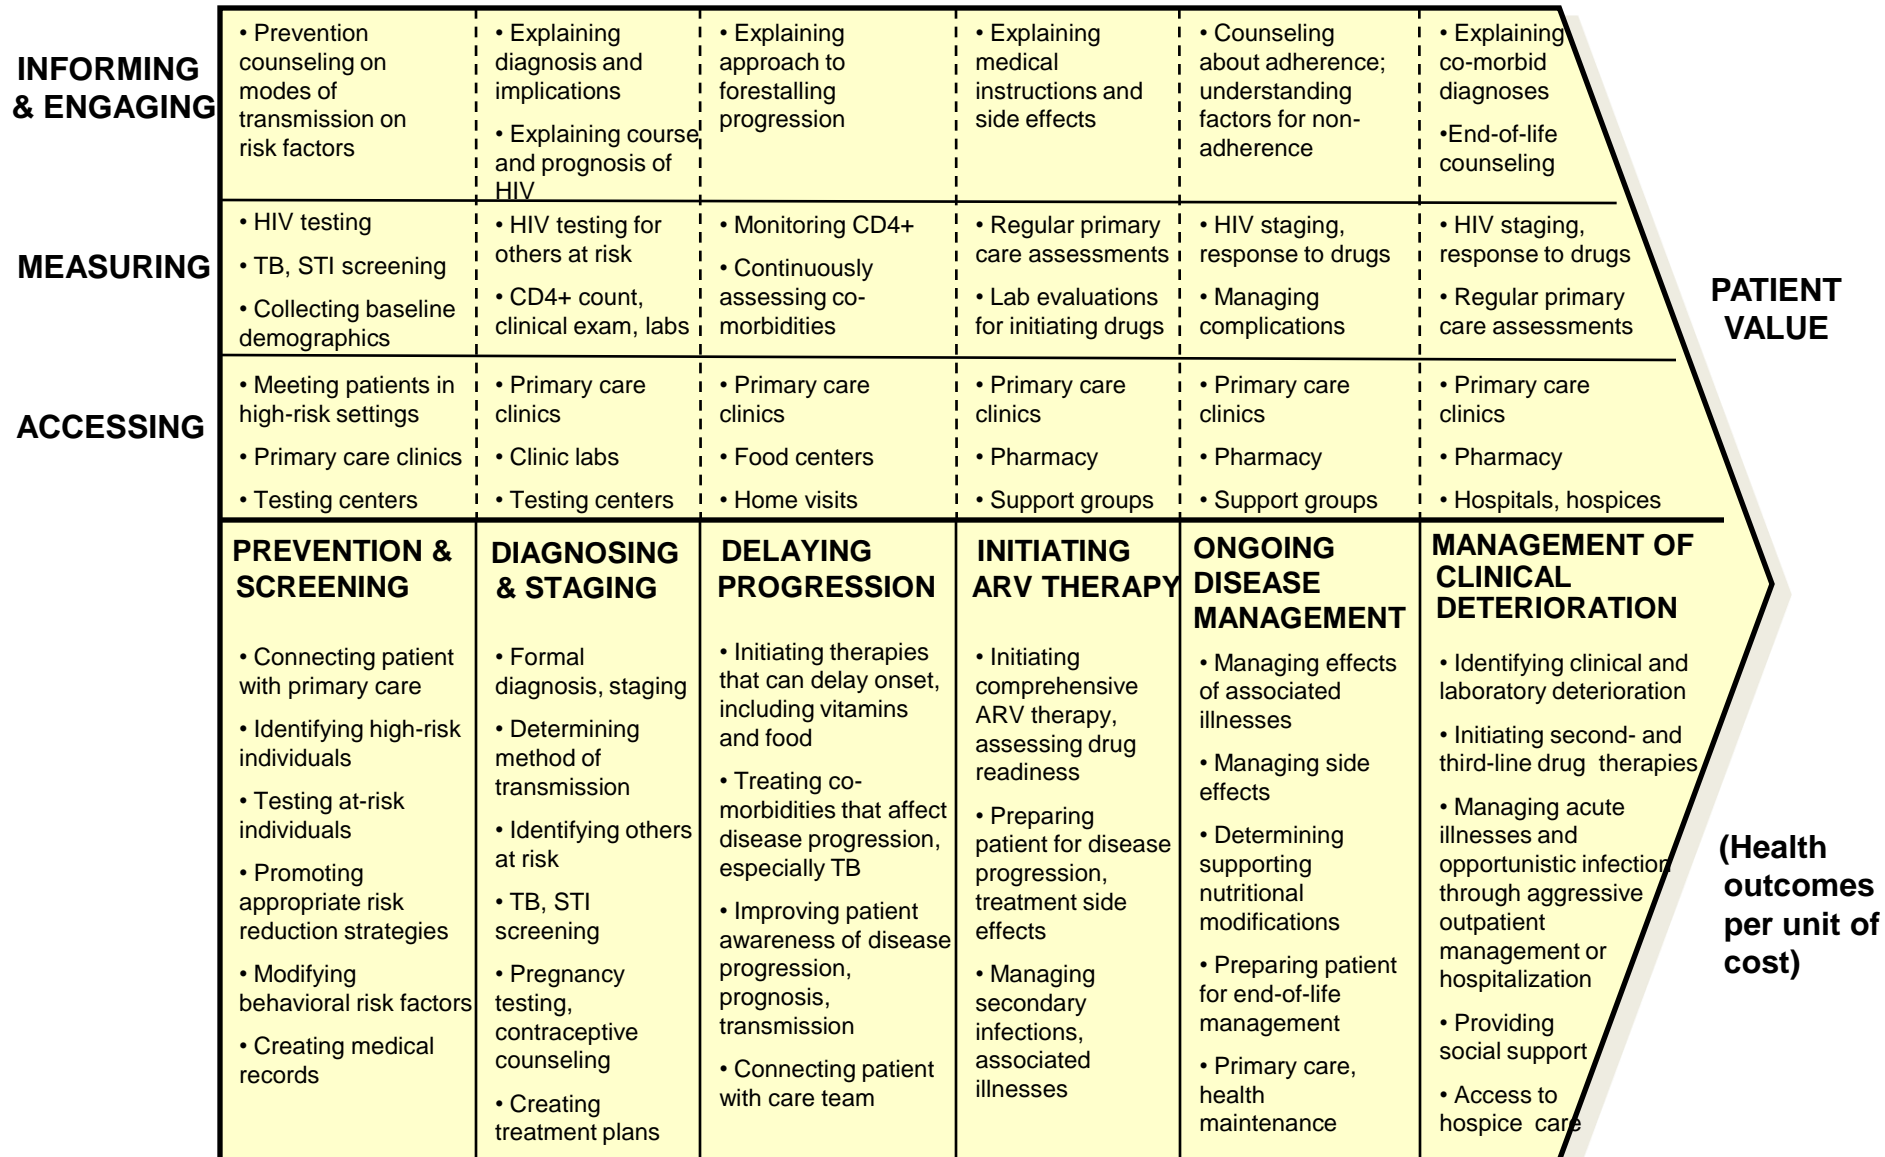 INFORMING
& ENGAGING
• Prevention
counseling on
modes of
transmission on
risk factors
• Explaining
diagnosis and
implications
• Explaining course
and prognosis of
HIV
• Explaining
approach to
forestalling
progression
• Explaining
medical
instructions and
side effects
• Counseling
about adherence;
understanding
factors for non-
adherence
• Explaining
co-morbid
diagnoses
•End-of-life
counseling
MEASURING
• HIV testing
• TB, STI screening
• Collecting baseline
demographics
• HIV testing for
others at risk
• CD4+ count,
clinical exam, labs
• Monitoring CD4+
• Continuously
assessing co-
morbidities
• Regular primary
care assessments
• Lab evaluations
for initiating drugs
• HIV staging,
response to drugs
• Managing
complications
• HIV staging,
response to drugs
• Regular primary
care assessments
ACCESSING
• Meeting patients in
high-risk settings
• Primary care clinics
• Testing centers
• Primary care
clinics
• Clinic labs
• Testing centers
• Primary care
clinics
• Food centers
• Home visits
• Primary care
clinics
• Pharmacy
• Support groups
• Primary care
clinics
• Pharmacy
• Support groups
• Primary care
clinics
• Pharmacy
• Hospitals, hospices
PATIENT
VALUE
PREVENTION &
SCREENING
• Connecting patient
with primary care
• Identifying high-risk
individuals
• Testing at-risk
individuals
• Promoting
appropriate risk
reduction strategies
• Modifying
behavioral risk factors
• Creating medical
records
DIAGNOSING
& STAGING
• Formal
diagnosis, staging
• Determining
method of
transmission
• Identifying others
at risk
• TB, STI
screening
• Pregnancy
testing,
contraceptive
counseling
• Creating
treatment plans
DELAYING
PROGRESSION
• Initiating therapies
that can delay onset,
including vitamins
and food
• Treating co-
morbidities that affect
disease progression,
especially TB
• Improving patient
awareness of disease
progression,
prognosis,
transmission
• Connecting patient
with care team
INITIATING
ARV THERAPY
• Initiating
comprehensive
ARV therapy,
assessing drug
readiness
• Preparing
patient for disease
progression,
treatment side
effects
• Managing
secondary
infections,
associated
illnesses
ONGOING
DISEASE
MANAGEMENT
• Managing effects
of associated
illnesses
• Managing side
effects
• Determining
supporting
nutritional
modifications
• Preparing patient
for end-of-life
management
• Primary care,
health
maintenance
MANAGEMENT OF
CLINICAL
DETERIORATION
• Identifying clinical and
laboratory deterioration
• Initiating second- and
third-line drug therapies
• Managing acute
illnesses and
opportunistic infection
through aggressive
outpatient
management or
hospitalization
• Providing
social support
• Access to
hospice care
(Health
outcomes
per unit of
cost)